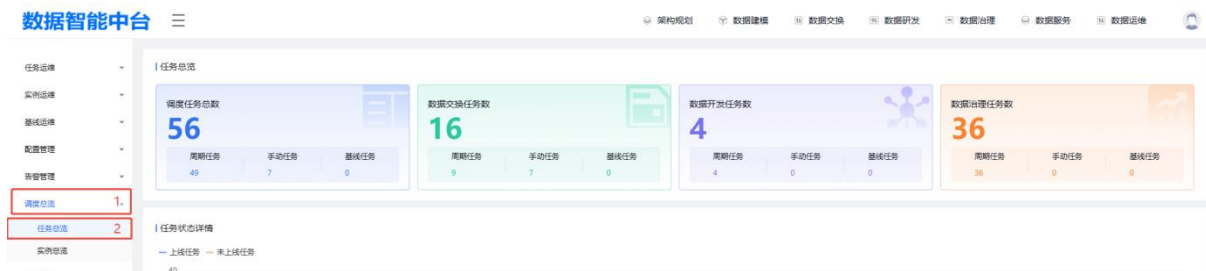 数据智能中台
架构规划 数据建模 数据交换 数据研发 数据治理 数据服务 数据运维
任务运维
实例运维
基线运维
配置管理
告警管理
调度总览 1
任务总览 2
实例总览
任务总览
调度任务总数
56
周期任务 手动任务 基线任务
49 7 0
数据交换任务数
16
周期任务 手动任务 基线任务
9 7 0
数据开发任务数
4
周期任务 手动任务 基线任务
4 0 0
数据治理任务数
36
周期任务 手动任务 基线任务
36 0 0
任务状态详情
上线任务 未上线任务
40